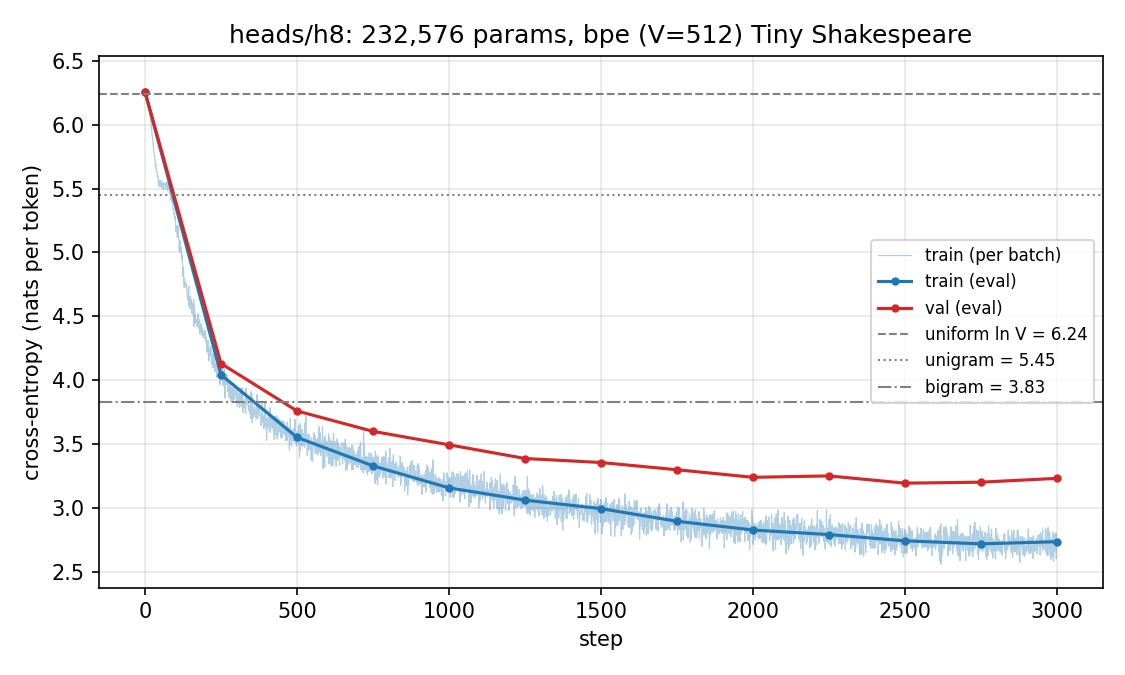 heads/h8: 232,576 params, bpe (V=512) Tiny Shakespeare
cross-entropy (nats per token)
6.5
6.0
5.5
5.0
4.5
4.0
3.5
3.0
2.5
train (per batch)
train (eval)
val (eval)
uniform ln V = 6.24
unigram = 5.45
bigram = 3.83
0 500 1000 1500 2000 2500 3000
step